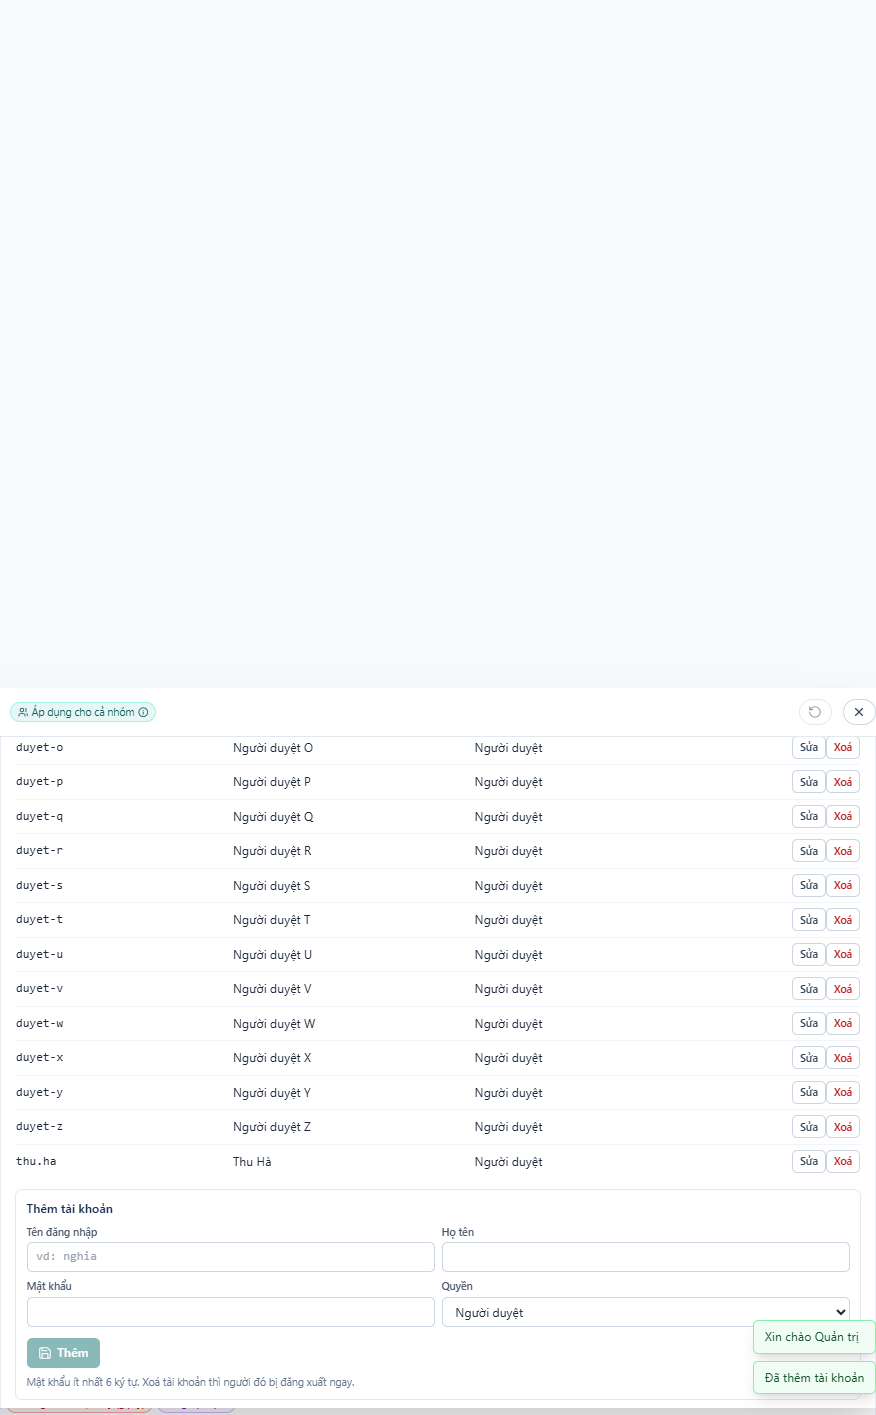 Áp dụng cho cả nhóm
duyet-o Người duyệt O Người duyệt Sửa Xoá
duyet-p Người duyệt P Người duyệt Sửa Xoá
duyet-q Người duyệt Q Người duyệt Sửa Xoá
duyet-r Người duyệt R Người duyệt Sửa Xoá
duyet-s Người duyệt S Người duyệt Sửa Xoá
duyet-t Người duyệt T Người duyệt Sửa Xoá
duyet-u Người duyệt U Người duyệt Sửa Xoá
duyet-v Người duyệt V Người duyệt Sửa Xoá
duyet-w Người duyệt W Người duyệt Sửa Xoá
duyet-x Người duyệt X Người duyệt Sửa Xoá
duyet-y Người duyệt Y Người duyệt Sửa Xoá
duyet-z Người duyệt Z Người duyệt Sửa Xoá
thu.ha Thu Hà Người duyệt Sửa Xoá
Thêm tài khoản
Tên đăng nhập Họ tên
vd: nghia
Mật khẩu Quyền
Người duyệt
Xin chào Quản trị
Thêm
Đã thêm tài khoản
Mật khẩu ít nhất 6 ký tự. Xoá tài khoản thì người đó bị đăng xuất ngay.